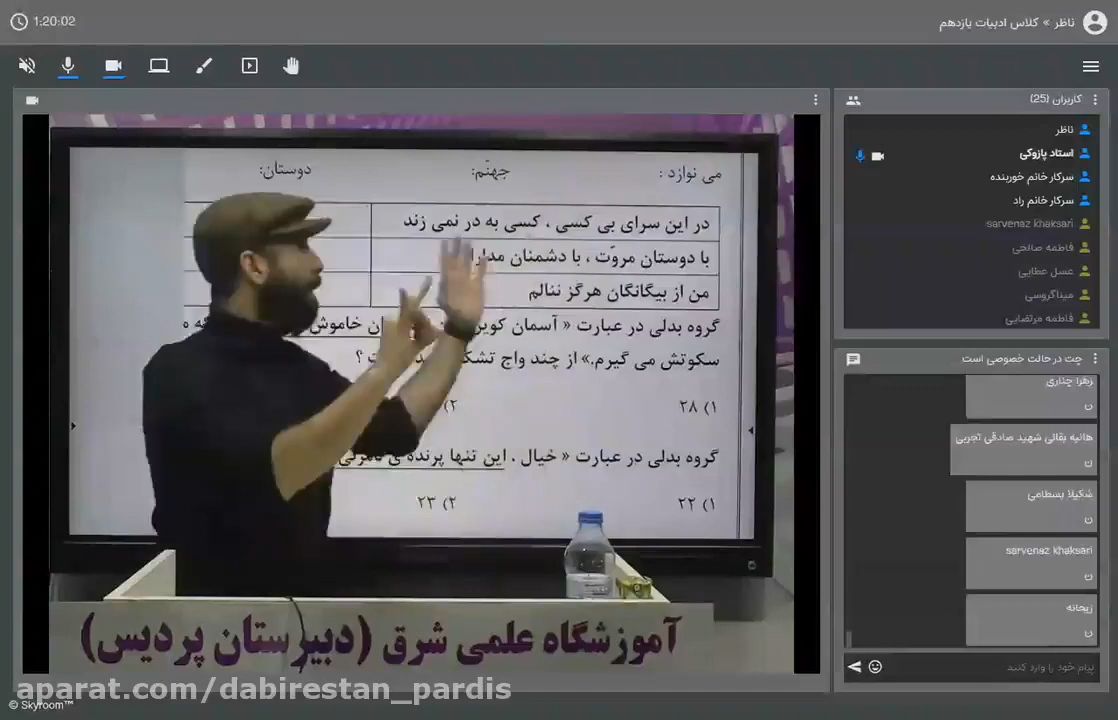 1:20:02
ناظر » کلاس ادبیات یازدهم
کاربران (25)
ناظر
استاد پازوکی
سرکار خانم خوربنده
سرکار خانم راد
sarvenaz khaksari
فاطمه صالحی
عسل عطایی
میناگروسی
فاطمه مرتضایی
چت در حالت خصوصی است
زهرا چناری
ن
هانیه بقائی شهید صادقی تجربی
ن
شکیلا بسطامی
ن
sarvenaz khaksari
ن
ریحانه
ن
پیام خود را وارد کنید
می نوازد : جهنّم: دوستان:
در این سرای بی کسی ، کسی به در نمی زند
با دوستان مروّت ، با دشمنان مدارا
من از بیگانگان هرگز ننالم
گروه بدلی در عبارت « آسمان کویر خاموش
سکوتش می گیرم.» از چند واج ؟
۱) ۲۸ ۲)
گروه بدلی در عبارت « خیال ، این تنها پرنده ی
۱) ۲۲ ۲) ۲۳
آموزشگاه علمی شرق (دبیرستان پردیس)
aparat.com/dabirestan_pardis
© Skyroom™